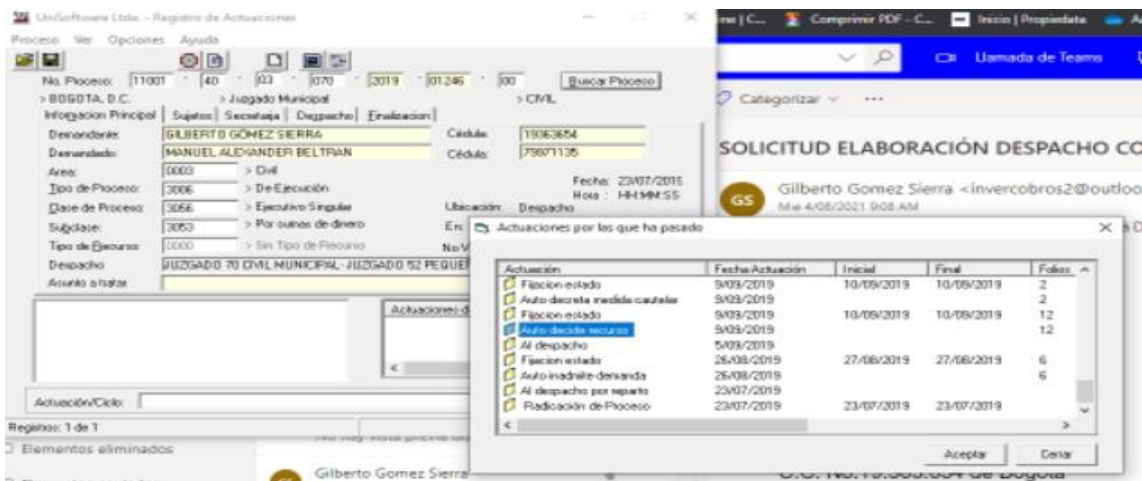 UniSoftware Ltda. - Registro de Actuaciones
Proceso Ver Opciones Ayuda
No. Proceso: 11001 - 40 - 03 - 070 - 2019 - 01246 - 00 Buscar Proceso
> BOGOTA, D.C. > Juzgado Municipal > CIVIL
Informacion Principal Sujetos Secretaria Despacho Finalizacion
Demandante: GILBERTO GÓMEZ SIERRA Cédula: 19363654
Demandado: MANUEL ALEXANDER BELTRAN Cédula: 79871135
Area: 0003 > Civil
Fecha: 23/07/2015
Tipo de Proceso: 3006 > De Ejecución
Hora : HH:MM:SS
Clase de Proceso: 3056 > Ejecutivo Singular Ubicación: Despacho
Subclase: 3053 > Por sumas de dinero En:
Tipo de Recurso: 0000 > Sin Tipo de Recurso No V
Despacho JUZGADO 70 CIVIL MUNICIPAL - JUZGADO 52 PEQUEÑ
Asunto a tratar
Actuaciones d
Actuación/Ciclo:
Registros: 1 de 1
Elementos eliminados
Gilberto Gomez Sierra
Comprimir PDF - C... Inicio | Propiedata
Llamada de Teams
Categorizar
SOLICITUD ELABORACIÓN DESPACHO CO
GS Gilberto Gomez Sierra <invercobros2@outloo
Mié 4/08/2021 9:08 AM
Actuaciones por las que ha pasado
Actuación Fecha Actuación Inicial Final Folios
Fijacion estado 9/09/2019 10/09/2019 10/09/2019 2
Auto decreta medida cautelar 9/09/2019 2
Fijacion estado 9/09/2019 10/09/2019 10/09/2019 12
Auto decide recurso 9/09/2019 12
Al despacho 5/09/2019
Fijacion estado 26/08/2019 27/08/2019 27/08/2019 6
Auto inadmite demanda 26/08/2019 6
Al despacho por reparto 23/07/2019
Radicación de Proceso 23/07/2019 23/07/2019 23/07/2019
Aceptar Cerrar